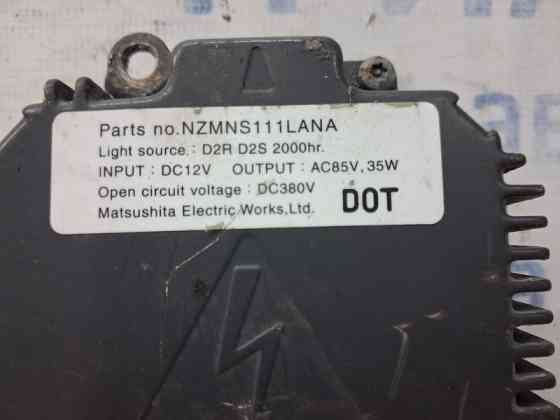 Parts no.NZMNS111LANA
Light source : D2R D2S 2000hr.
INPUT : DC12V OUTPUT : AC85V, 35W
Open circuit voltage : DC380V
Matsushita Electric Works,Ltd. DOT